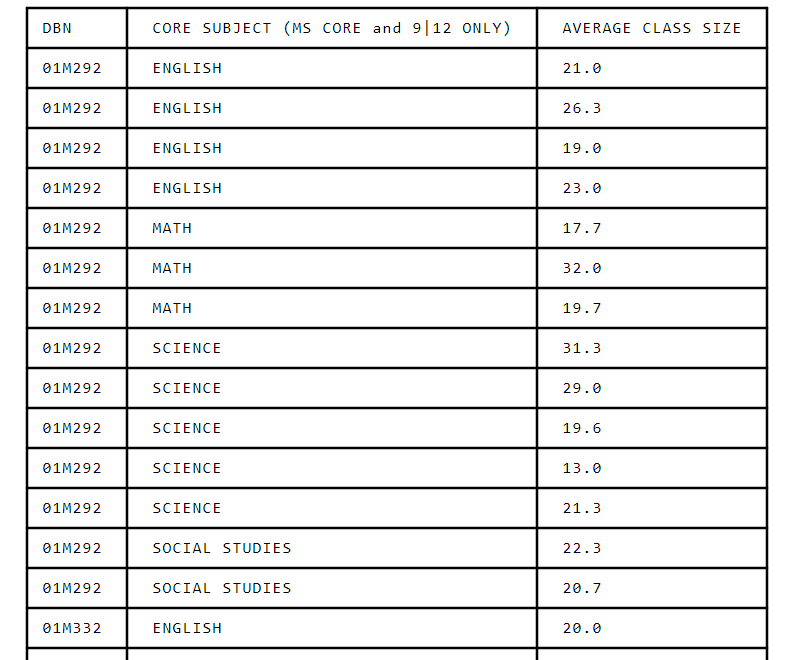 DBN CORE SUBJECT (MS CORE and 9|12 ONLY) AVERAGE CLASS SIZE
01M292 ENGLISH 21.0
01M292 ENGLISH 26.3
01M292 ENGLISH 19.0
01M292 ENGLISH 23.0
01M292 MATH 17.7
01M292 MATH 32.0
01M292 MATH 19.7
01M292 SCIENCE 31.3
01M292 SCIENCE 29.0
01M292 SCIENCE 19.6
01M292 SCIENCE 13.0
01M292 SCIENCE 21.3
01M292 SOCIAL STUDIES 22.3
01M292 SOCIAL STUDIES 20.7
01M332 ENGLISH 20.0